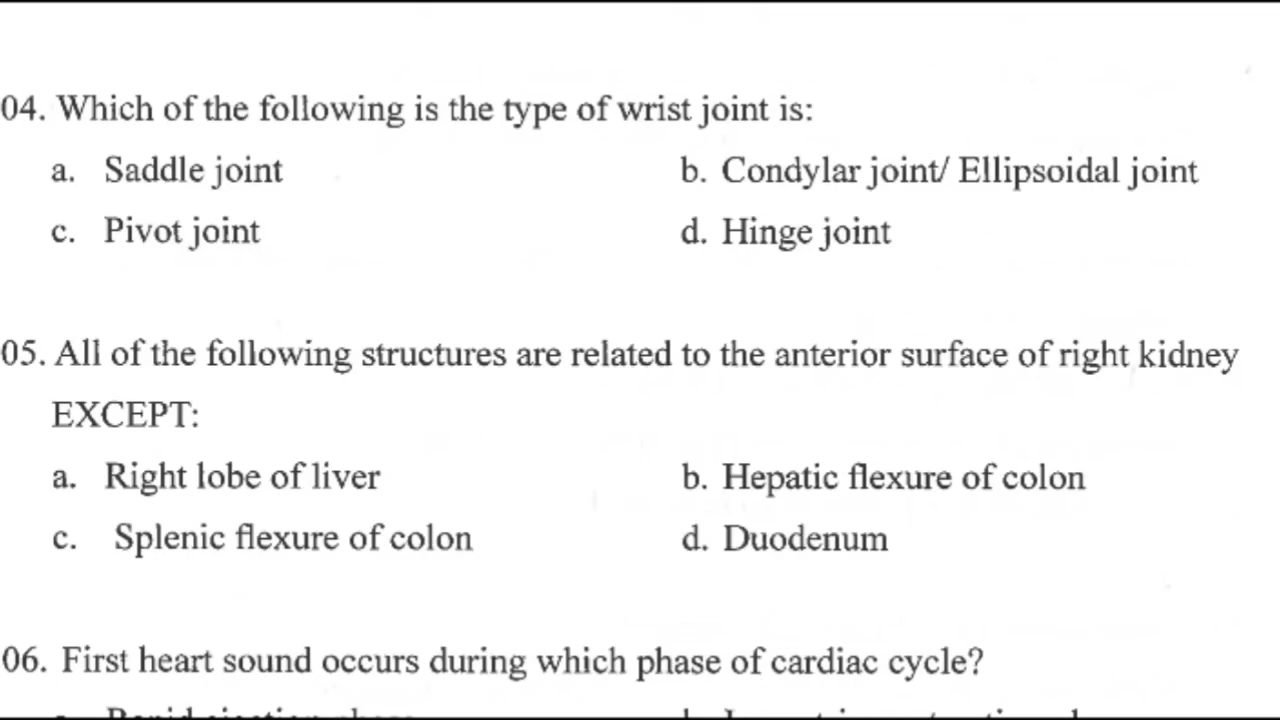 04. Which of the following is the type of wrist joint is:
a. Saddle joint b. Condylar joint/ Ellipsoidal joint
c. Pivot joint d. Hinge joint
05. All of the following structures are related to the anterior surface of right kidney
EXCEPT:
a. Right lobe of liver b. Hepatic flexure of colon
c. Splenic flexure of colon d. Duodenum
06. First heart sound occurs during which phase of cardiac cycle?